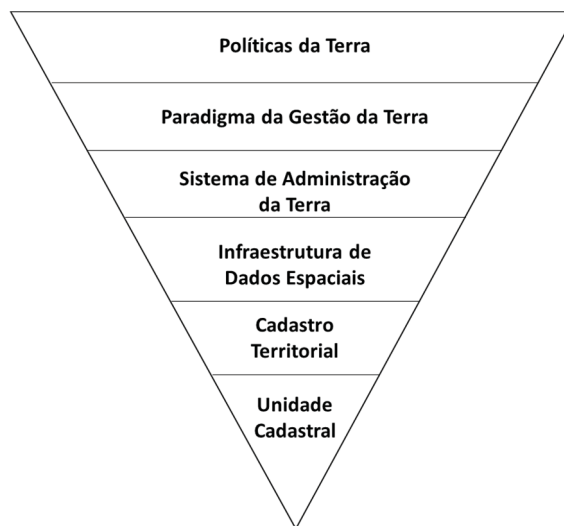 Políticas da Terra
Paradigma da Gestão da Terra
Sistema de Administração
da Terra
Infraestrutura de
Dados Espaciais
Cadastro
Territorial
Unidade
Cadastral